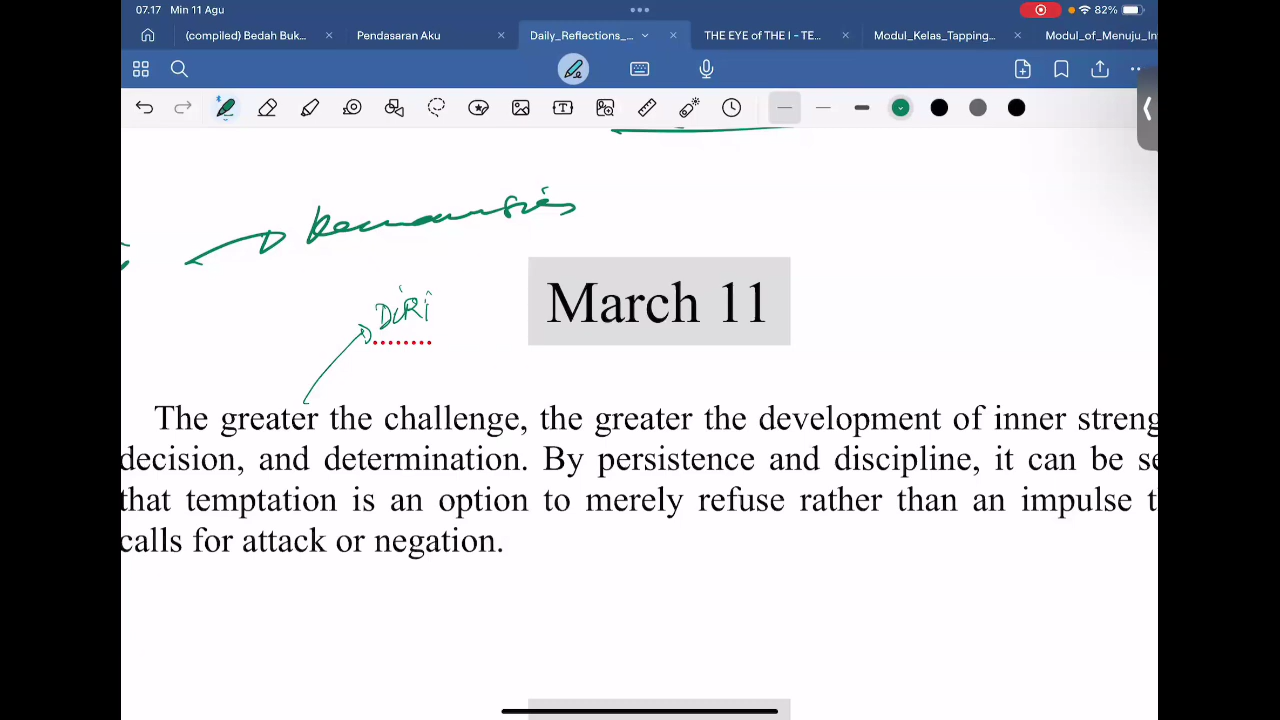 07.17 Min 11 Agu
82%
(compiled) Bedah Buk...
Pendasaran Aku
Daily_Reflections_...
THE EYE of THE I - TE...
Modul_Kelas_Tapping...
Modul_of_Menuju_In
DiRi
March 11
The greater the challenge, the greater the development of inner streng
decision, and determination. By persistence and discipline, it can be se
that temptation is an option to merely refuse rather than an impulse t
calls for attack or negation.